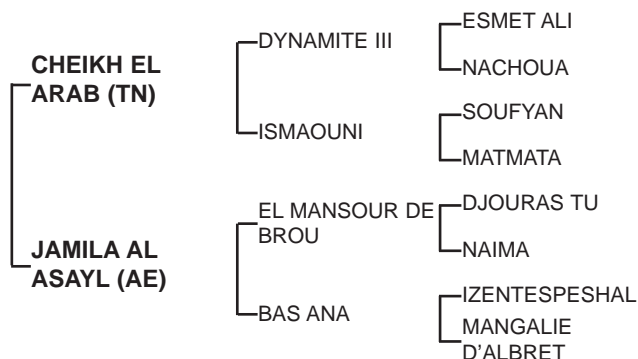 CHEIKH EL
ARAB (TN)
JAMILA AL
ASAYL (AE)
DYNAMITE III
ISMAOUNI
EL MANSOUR DE
BROU
BAS ANA
ESMET ALI
NACHOUA
SOUFYAN
MATMATA
DJOURAS TU
NAIMA
IZENTESPESHAL
MANGALIE
D'ALBRET